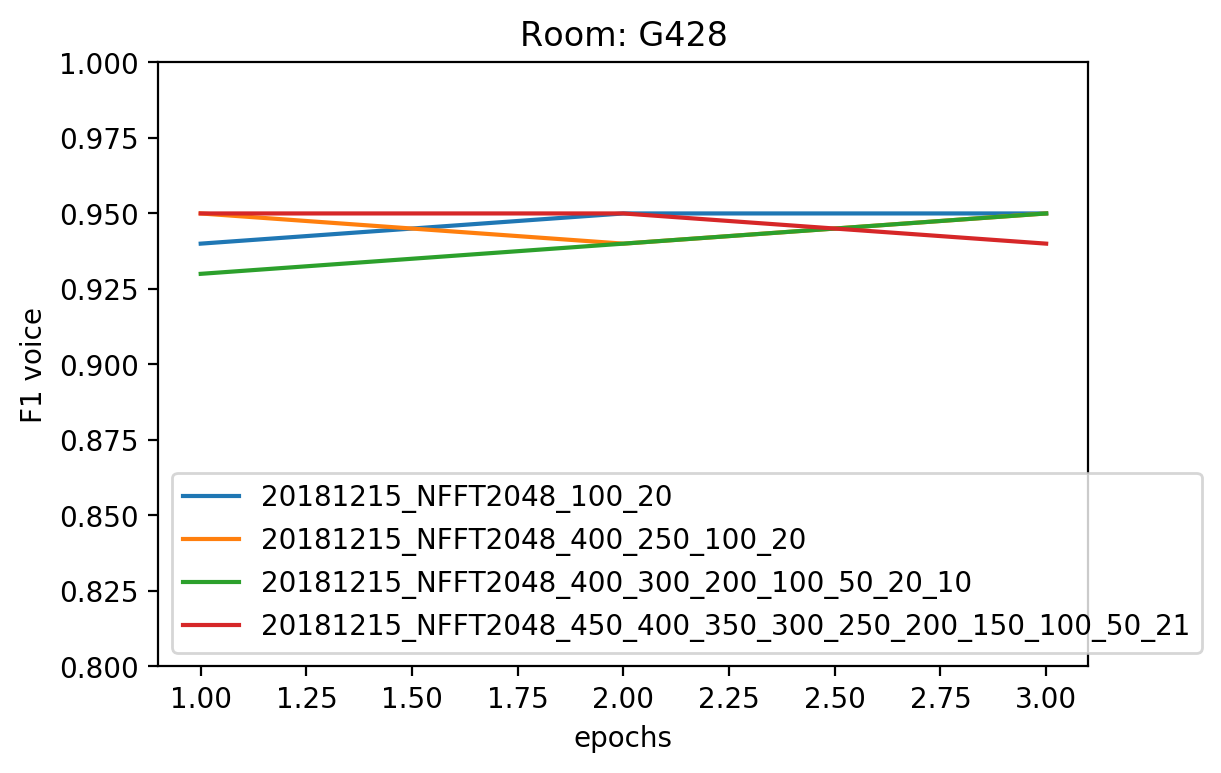 Room: G428
1.000
0.975
0.950
0.925
0.900
0.875
0.850
0.825
0.800
F1 voice
20181215_NFFT2048_100_20
20181215_NFFT2048_400_250_100_20
20181215_NFFT2048_400_300_200_100_50_20_10
20181215_NFFT2048_450_400_350_300_250_200_150_100_50_21
1.00 1.25 1.50 1.75 2.00 2.25 2.50 2.75 3.00
epochs